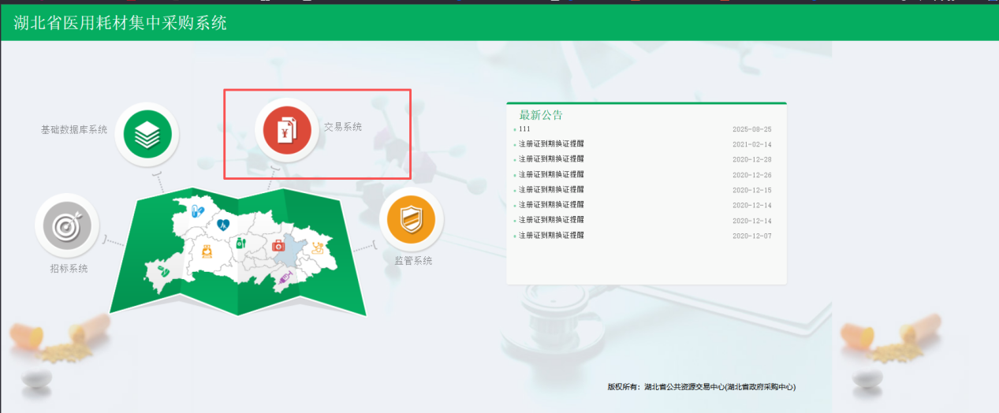 湖北省医用耗材集中采购系统
基础数据库系统
交易系统
招标系统
监管系统
最新公告
111 2025-08-25
注册证到期换证提醒 2021-02-14
注册证到期换证提醒 2020-12-28
注册证到期换证提醒 2020-12-26
注册证到期换证提醒 2020-12-15
注册证到期换证提醒 2020-12-14
注册证到期换证提醒 2020-12-14
注册证到期换证提醒 2020-12-07
版权所有：湖北省公共资源交易中心(湖北省政府采购中心)